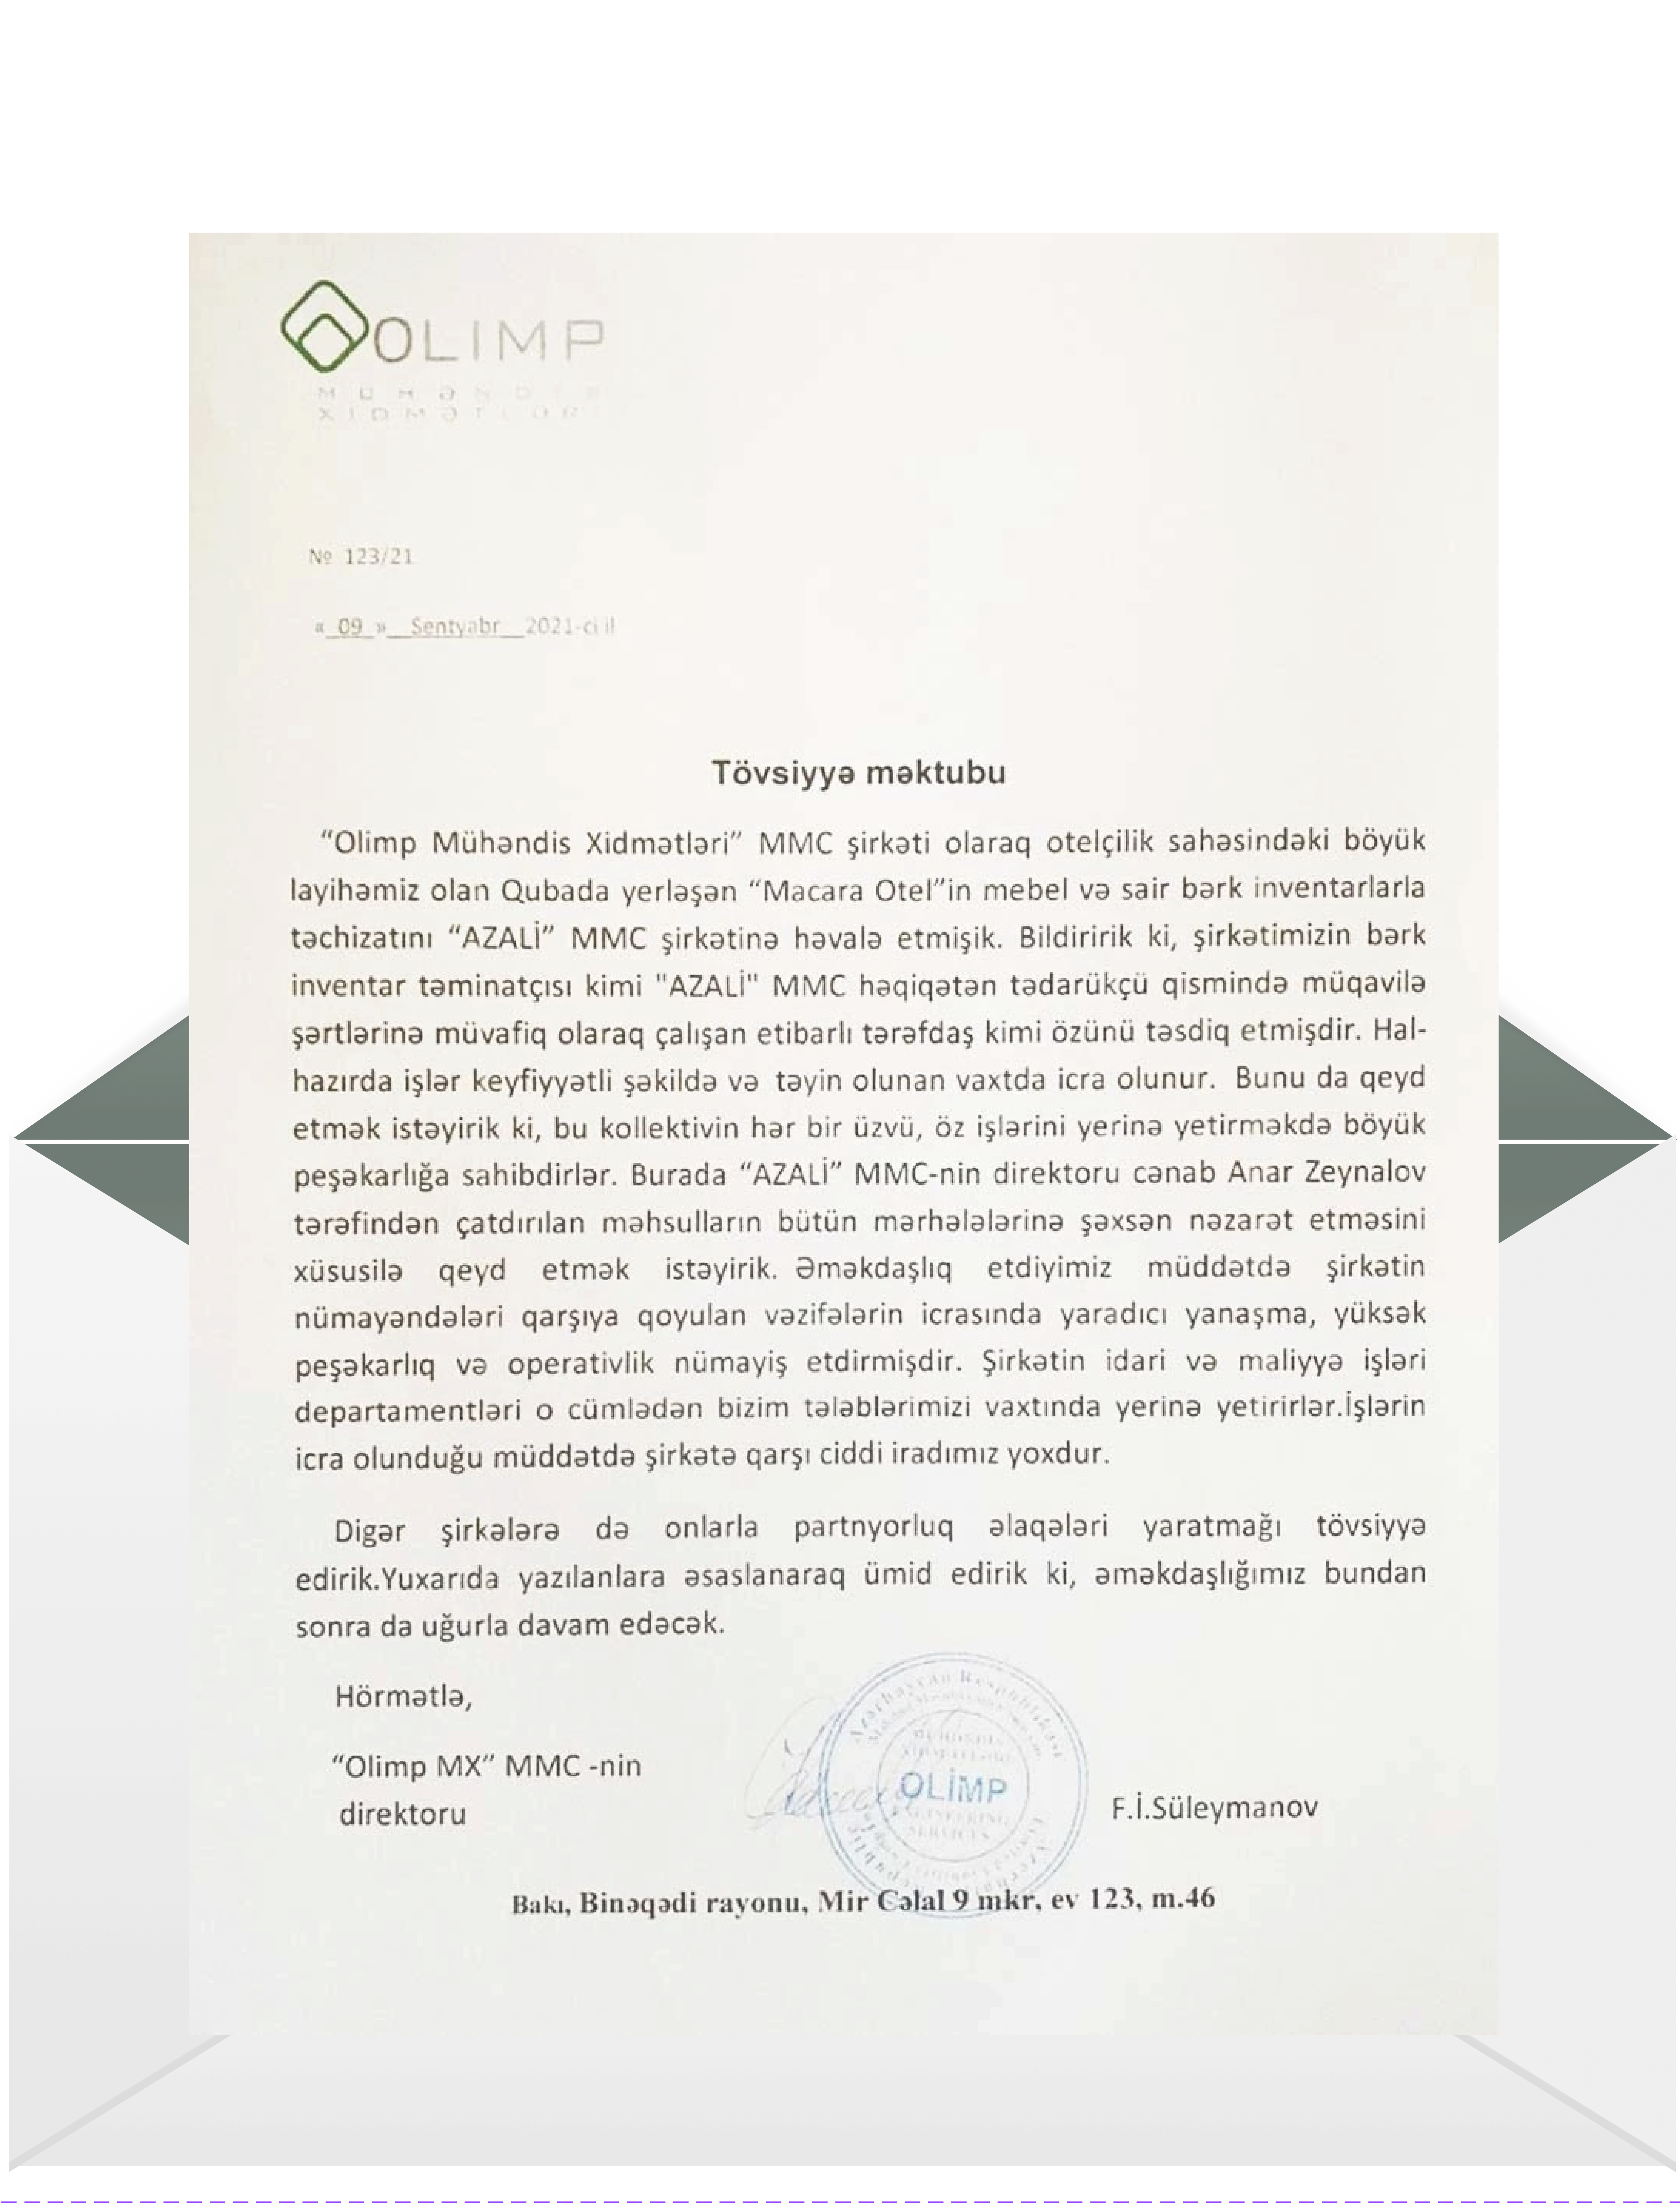 OLIMP
MÜHƏNDİS
XİDMƏTLƏRİ
№ 123/21
« 09 »__Sentyabr__2021-ci il
Tövsiyyə məktubu
“Olimp Mühəndis Xidmətləri” MMC şirkəti olaraq otelçilik sahəsindəki böyük
layihəmiz olan Qubada yerləşən “Macara Otel”in mebel və sair bərk inventarlarla
təchizatını “AZALİ” MMC şirkətinə həvalə etmişik. Bildiririk ki, şirkətimizin bərk
inventar təminatçısı kimi "AZALİ" MMC həqiqətən tədarükçü qismində müqavilə
şərtlərinə müvafiq olaraq çalışan etibarlı tərəfdaş kimi özünü təsdiq etmişdir. Hal-
hazırda işlər keyfiyyətli şəkildə və təyin olunan vaxtda icra olunur. Bunu da qeyd
etmək istəyirik ki, bu kollektivin hər bir üzvü, öz işlərini yerinə yetirməkdə böyük
peşəkarlığa sahibdirlər. Burada “AZALİ” MMC-nin direktoru cənab Anar Zeynalov
tərəfindən çatdırılan məhsulların bütün mərhələlərinə şəxsən nəzarət etməsini
xüsusilə qeyd etmək istəyirik. Əməkdaşlıq etdiyimiz müddətdə şirkətin
nümayəndələri qarşıya qoyulan vəzifələrin icrasında yaradıcı yanaşma, yüksək
peşəkarlıq və operativlik nümayiş etdirmişdir. Şirkətin idari və maliyyə işləri
departamentləri o cümlədən bizim tələblərimizi vaxtında yerinə yetirirlər.İşlərin
icra olunduğu müddətdə şirkətə qarşı ciddi iradımız yoxdur.
Digər şirkələrə də onlarla partnyorluq əlaqələri yaratmağı tövsiyyə
edirik.Yuxarıda yazılanlara əsaslanaraq ümid edirik ki, əməkdaşlığımız bundan
sonra da uğurla davam edəcək.
Hörmətlə,
“Olimp MX” MMC -nin
direktoru
Azərbaycan Respublikası
MÜHƏNDİS
XİDMƏTLƏRİ
OLİMP
SERVICES
F.İ.Süleymanov
Bakı, Binəqədi rayonu, Mir Cəlal 9 mkr, ev 123, m.46